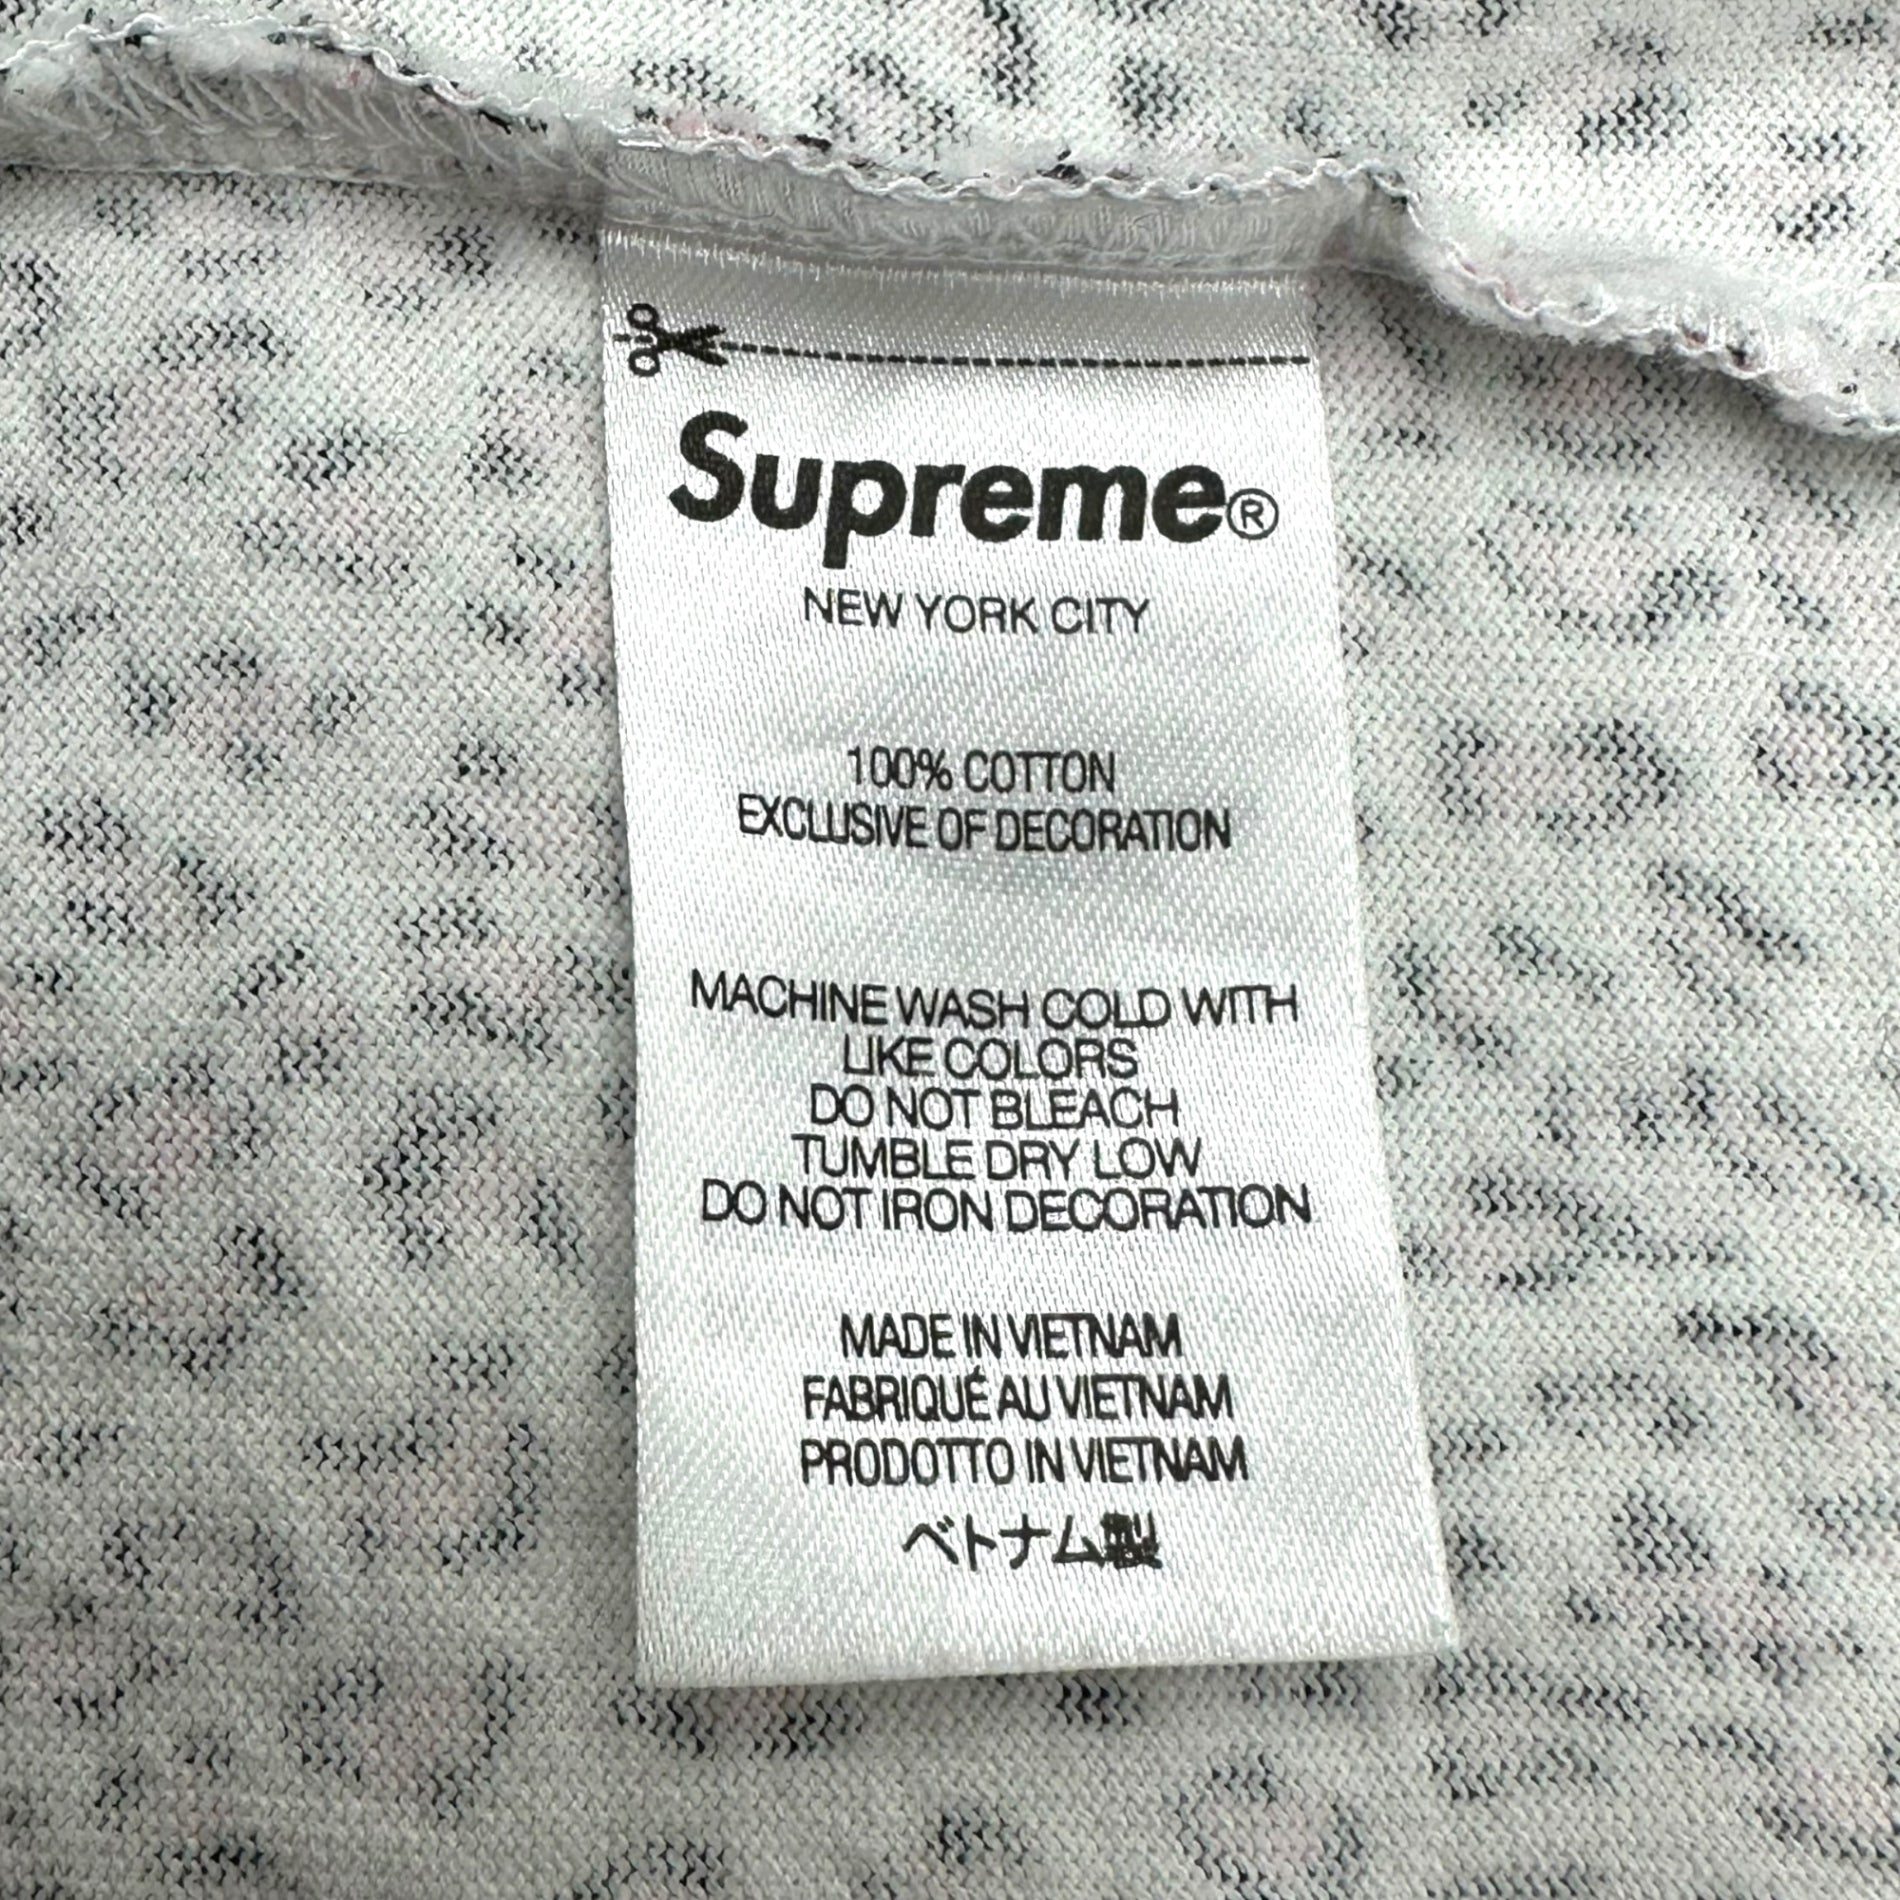 Supreme®
NEW YORK CITY
100% COTTON
EXCLUSIVE OF DECORATION
MACHINE WASH COLD WITH
LIKE COLORS
DO NOT BLEACH
TUMBLE DRY LOW
DO NOT IRON DECORATION
MADE IN VIETNAM
FABRIQUÉ AU VIETNAM
PRODOTTO IN VIETNAM
ベトナム製